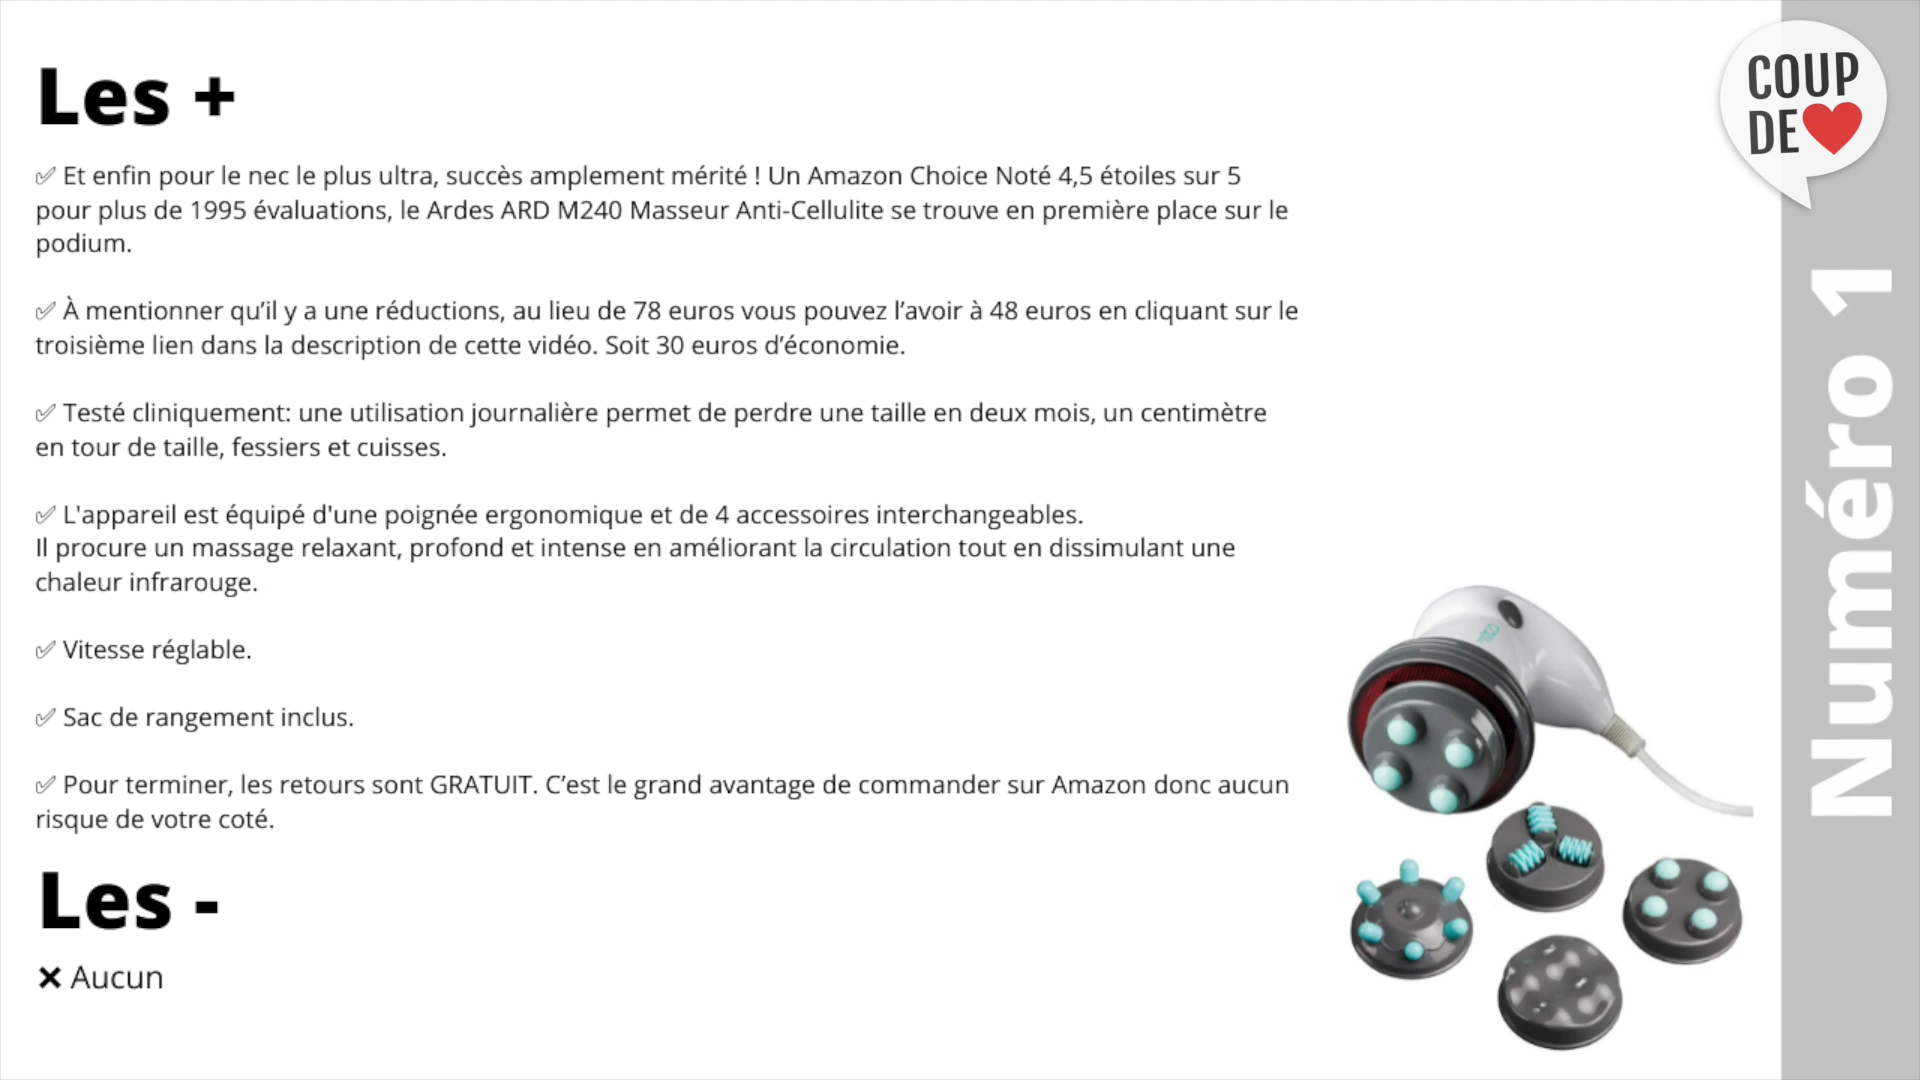 Les +
✅ Et enfin pour le nec le plus ultra, succès amplement mérité ! Un Amazon Choice Noté 4,5 étoiles sur 5
pour plus de 1995 évaluations, le Ardes ARD M240 Masseur Anti-Cellulite se trouve en première place sur le
podium.
✅ À mentionner qu’il y a une réductions, au lieu de 78 euros vous pouvez l’avoir à 48 euros en cliquant sur le
troisième lien dans la description de cette vidéo. Soit 30 euros d’économie.
✅ Testé cliniquement: une utilisation journalière permet de perdre une taille en deux mois, un centimètre
en tour de taille, fessiers et cuisses.
✅ L'appareil est équipé d'une poignée ergonomique et de 4 accessoires interchangeables.
Il procure un massage relaxant, profond et intense en améliorant la circulation tout en dissimulant une
chaleur infrarouge.
✅ Vitesse réglable.
✅ Sac de rangement inclus.
✅ Pour terminer, les retours sont GRATUIT. C’est le grand avantage de commander sur Amazon donc aucun
risque de votre coté.
Les -
❌ Aucun
COUP
DE
Numéro 1